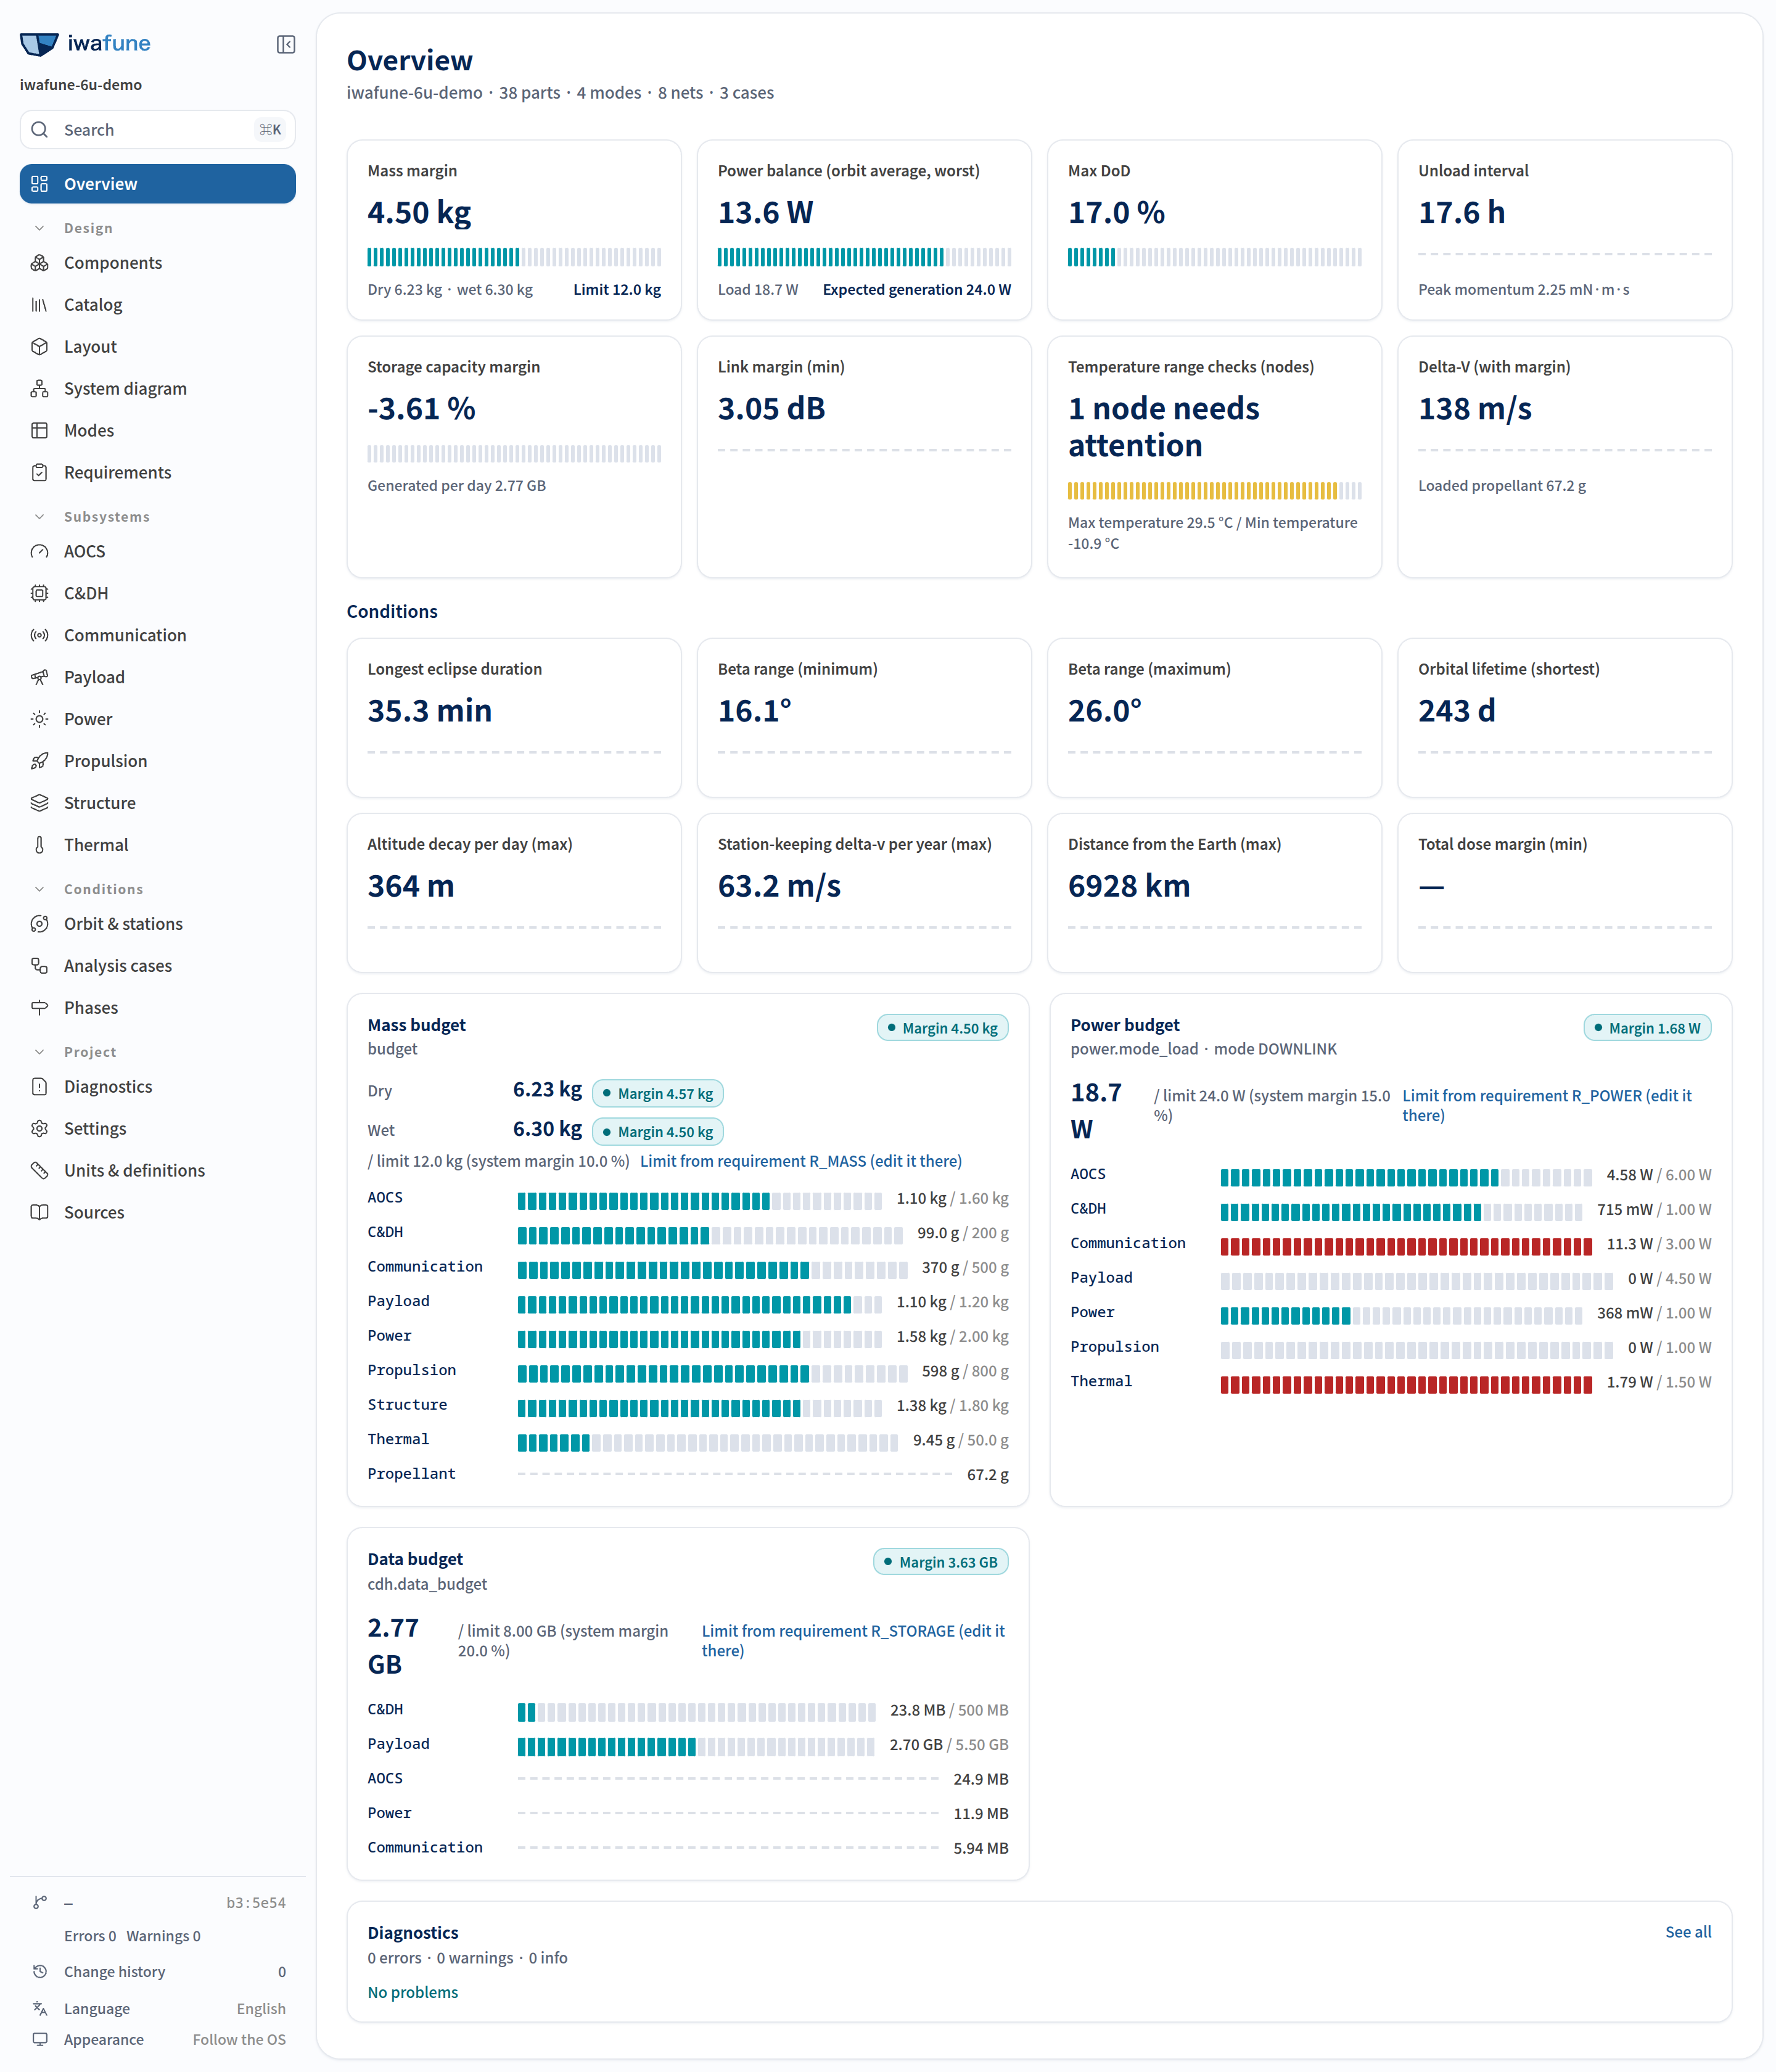 iwafune
iwafune-6u-demo
Search ⌘K
Overview
Design
Components
Catalog
Layout
System diagram
Modes
Requirements
Subsystems
AOCS
C&DH
Communication
Payload
Power
Propulsion
Structure
Thermal
Conditions
Orbit & stations
Analysis cases
Phases
Project
Diagnostics
Settings
Units & definitions
Sources
– b3:5e54
Errors 0 Warnings 0
Change history 0
Language English
Appearance Follow the OS
Overview
iwafune-6u-demo · 38 parts · 4 modes · 8 nets · 3 cases
Mass margin
4.50 kg
Dry 6.23 kg · wet 6.30 kg Limit 12.0 kg
Power balance (orbit average, worst)
13.6 W
Load 18.7 W Expected generation 24.0 W
Max DoD
17.0 %
Unload interval
17.6 h
Peak momentum 2.25 mN·m·s
Storage capacity margin
-3.61 %
Generated per day 2.77 GB
Link margin (min)
3.05 dB
Temperature range checks (nodes)
1 node needs
attention
Max temperature 29.5 °C / Min temperature
-10.9 °C
Delta-V (with margin)
138 m/s
Loaded propellant 67.2 g
Conditions
Longest eclipse duration
35.3 min
Beta range (minimum)
16.1°
Beta range (maximum)
26.0°
Orbital lifetime (shortest)
243 d
Altitude decay per day (max)
364 m
Station-keeping delta-v per year (max)
63.2 m/s
Distance from the Earth (max)
6928 km
Total dose margin (min)
—
Mass budget Margin 4.50 kg
budget
Dry 6.23 kg Margin 4.57 kg
Wet 6.30 kg Margin 4.50 kg
/ limit 12.0 kg (system margin 10.0 %) Limit from requirement R_MASS (edit it there)
AOCS 1.10 kg / 1.60 kg
C&DH 99.0 g / 200 g
Communication 370 g / 500 g
Payload 1.10 kg / 1.20 kg
Power 1.58 kg / 2.00 kg
Propulsion 598 g / 800 g
Structure 1.38 kg / 1.80 kg
Thermal 9.45 g / 50.0 g
Propellant 67.2 g
Power budget Margin 1.68 W
power.mode_load · mode DOWNLINK
18.7
W
/ limit 24.0 W (system margin 15.0
%)
Limit from requirement R_POWER (edit it
there)
AOCS 4.58 W / 6.00 W
C&DH 715 mW / 1.00 W
Communication 11.3 W / 3.00 W
Payload 0 W / 4.50 W
Power 368 mW / 1.00 W
Propulsion 0 W / 1.00 W
Thermal 1.79 W / 1.50 W
Data budget Margin 3.63 GB
cdh.data_budget
2.77
GB
/ limit 8.00 GB (system margin
20.0 %)
Limit from requirement R_STORAGE (edit it
there)
C&DH 23.8 MB / 500 MB
Payload 2.70 GB / 5.50 GB
AOCS 24.9 MB
Power 11.9 MB
Communication 5.94 MB
Diagnostics See all
0 errors · 0 warnings · 0 info
No problems